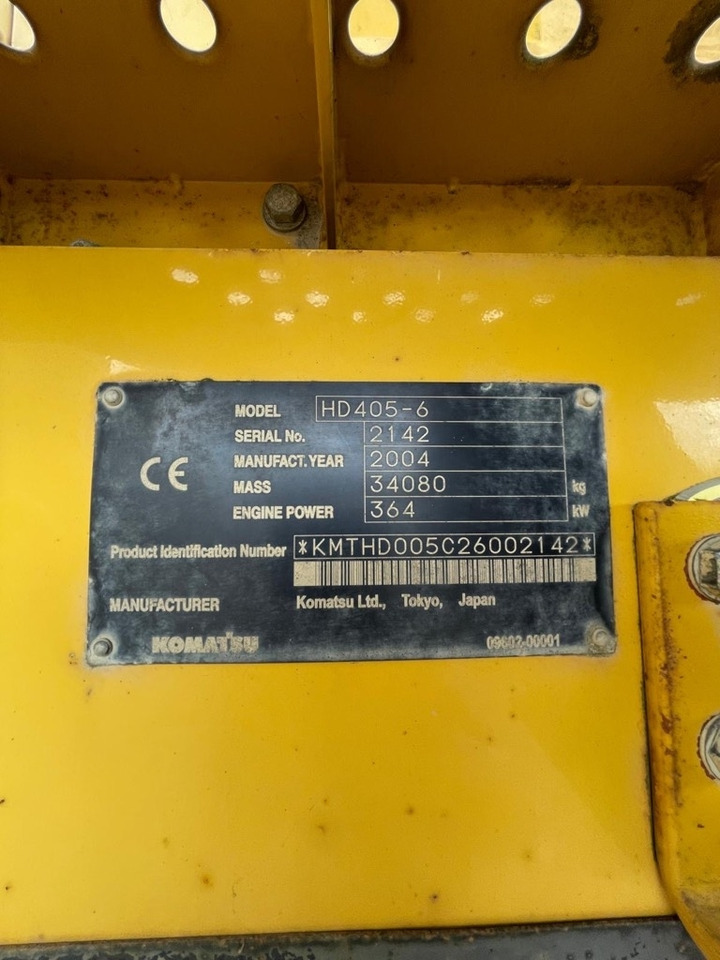 MODEL HD405-6
SERIAL No. 2142
MANUFACT. YEAR 2004
MASS 34080 kg
ENGINE POWER 364 kW
CE
Product Identification Number *KMTHD005C26002142*
MANUFACTURER Komatsu Ltd., Tokyo, Japan
KOMATSU 09602-00001